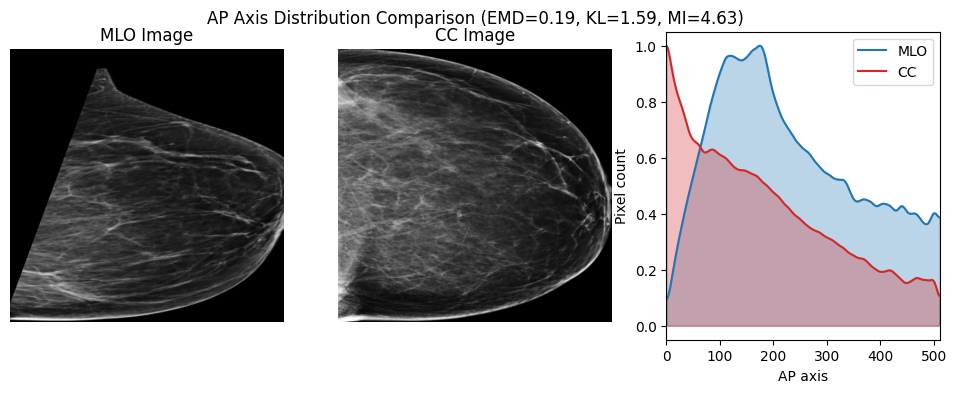 AP Axis Distribution Comparison (EMD=0.19, KL=1.59, MI=4.63)
MLO Image
CC Image
MLO
CC
Pixel count
1.0
0.8
0.6
0.4
0.2
0.0
0 100 200 300 400 500
AP axis